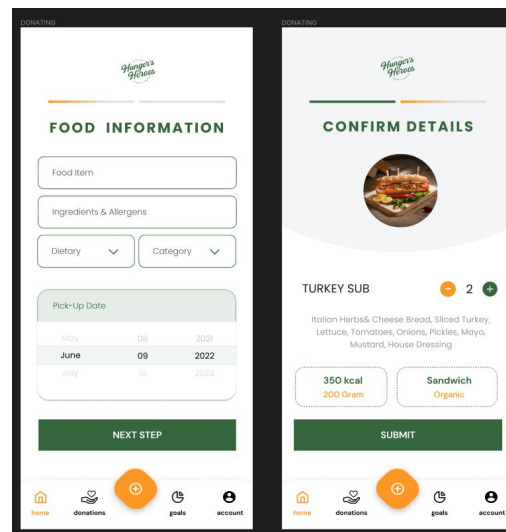 DONATING
Hunger's
Heroes
FOOD INFORMATION
Food Item
Ingredients & Allergens
Dietary
Category
Pick-Up Date
May 08 2021
June 09 2022
July 10 2023
NEXT STEP
home
donations
goals
account
DONATING
Hunger's
Heroes
CONFIRM DETAILS
TURKEY SUB
2
Italian Herbs& Cheese Bread, Sliced Turkey,
Lettuce, Tomatoes, Onions, Pickles, Mayo,
Mustard, House Dressing
350 kcal
200 Gram
Sandwich
Organic
SUBMIT
home
donations
goals
account